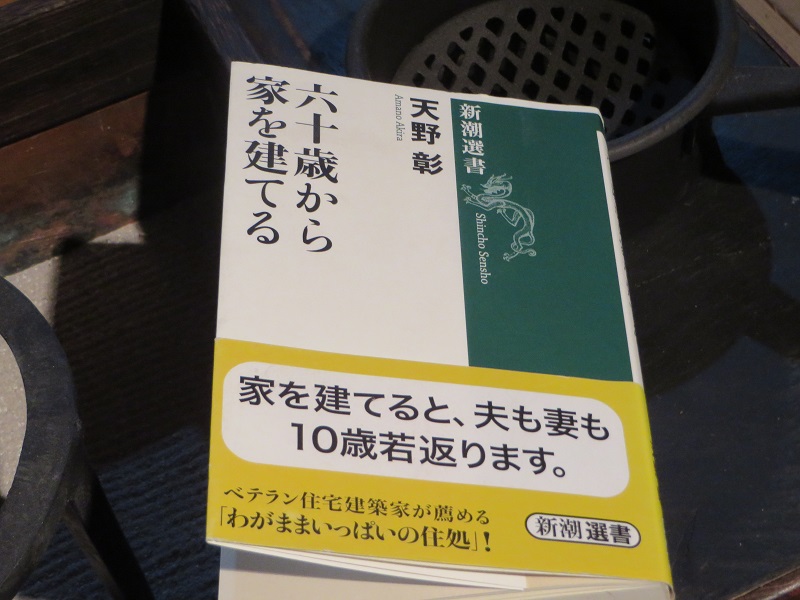 六十歳から
家を建てる
天野 彰
Amano Akira
新潮選書
Shincho Sensho
家を建てると、夫も妻も
10歳若返ります。
ベテラン住宅建築家が薦める
「わがままいっぱいの住処」!
新潮選書